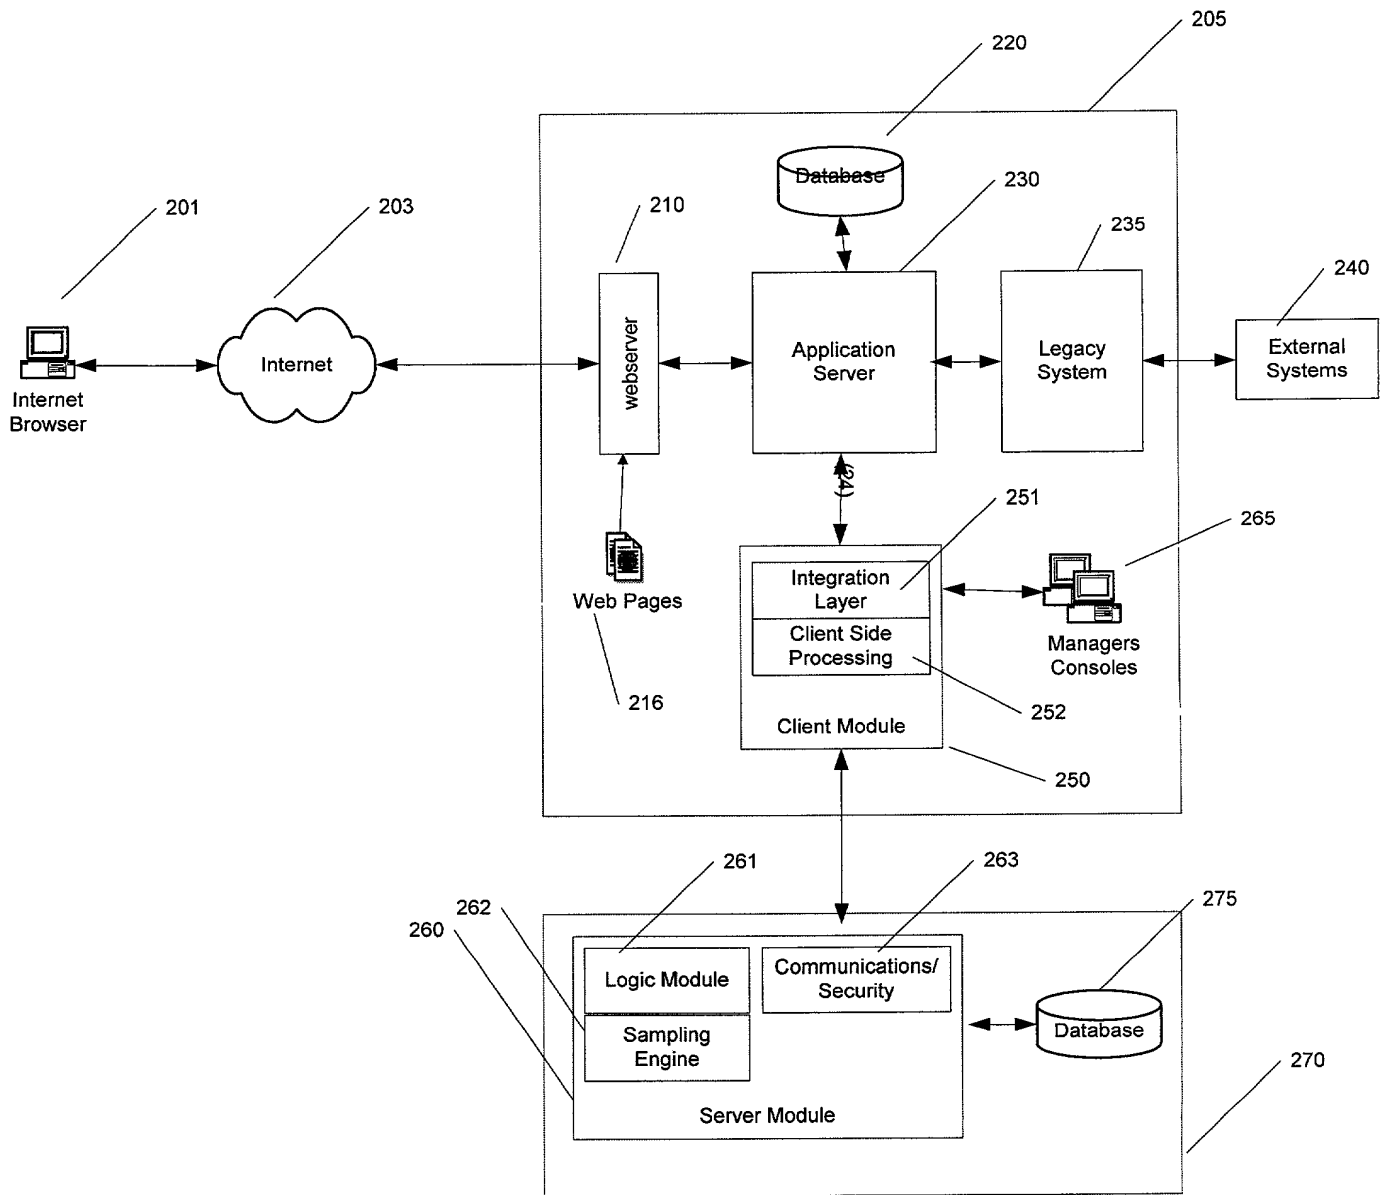 205
220
Database
230
201
203
210
235
240
webserver
Application
Server
Legacy
System
External
Systems
Internet
Internet
Browser
(24)
251
265
Integration
Layer
Web Pages
Client Side
Processing
Managers
Consoles
216
252
Client Module
250
261
263
262
260
275
Logic Module
Communications/
Security
Sampling
Engine
Database
270
Server Module